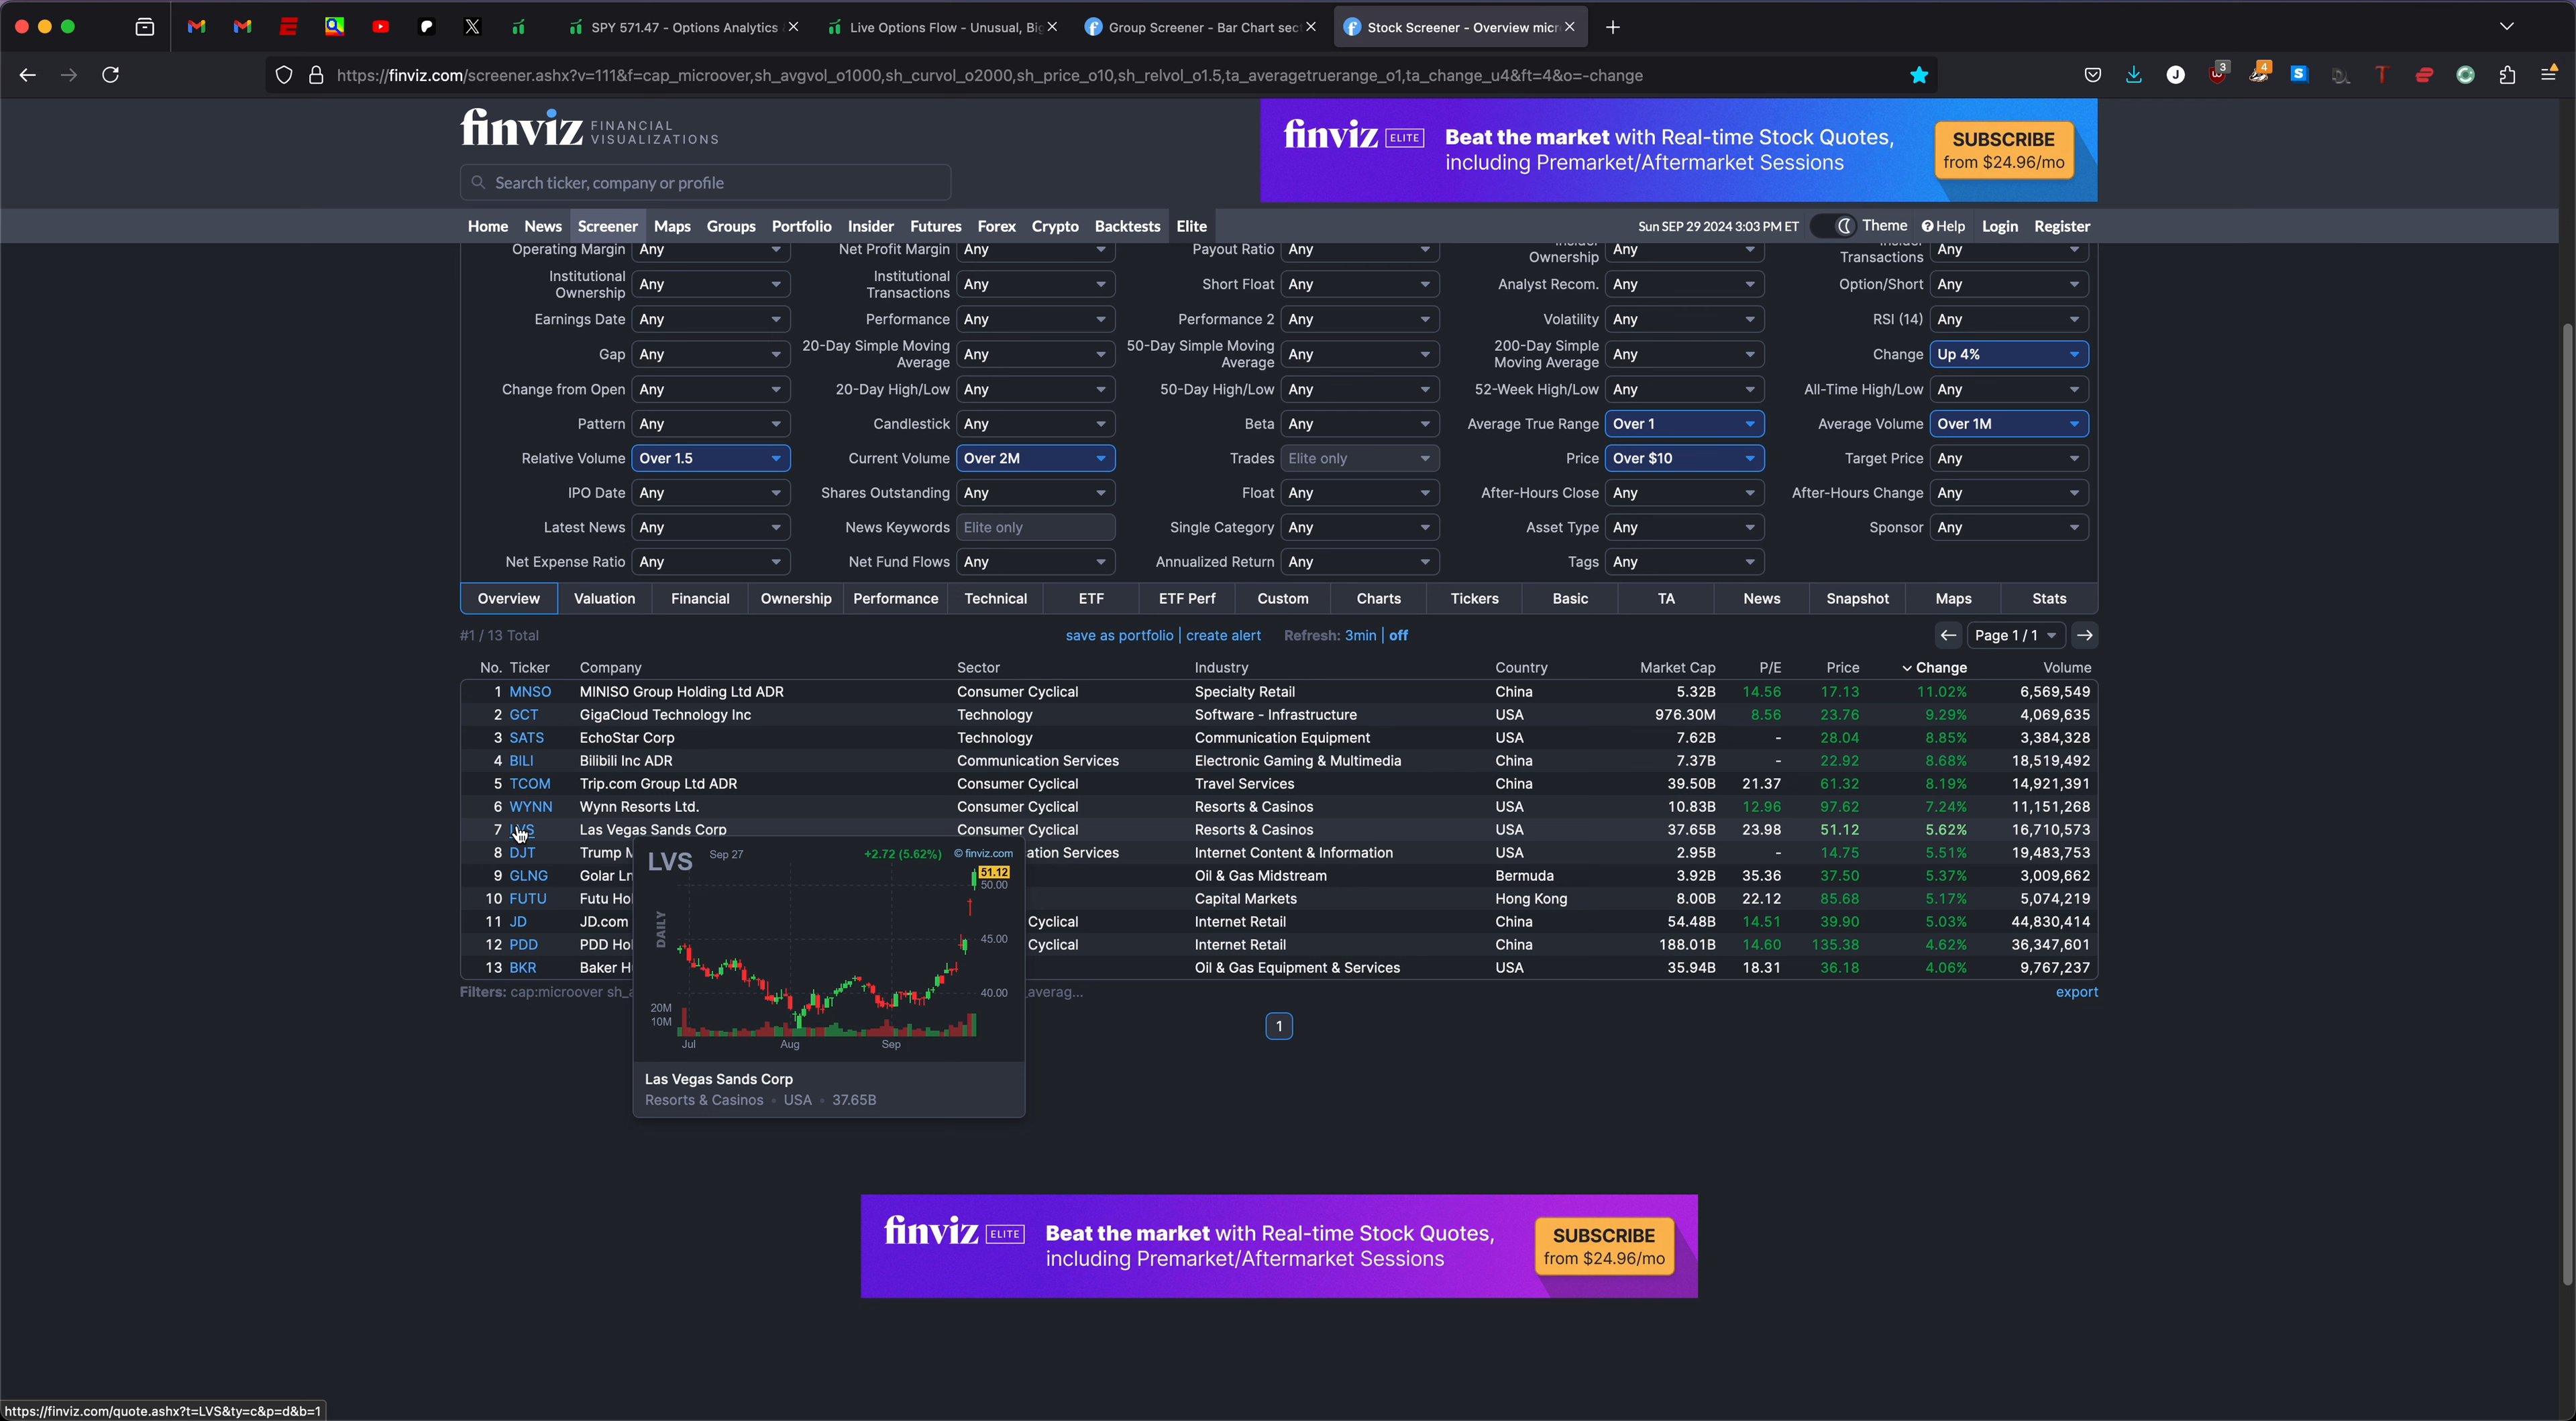 SPY 571.47 - Options Analytics
Live Options Flow - Unusual, Big
Group Screener - Bar Chart sec
Stock Screener - Overview micr
https://finviz.com/screener.ashx?v=111&f=cap_microover,sh_avgvol_o1000,sh_curvol_o2000,sh_price_o10,sh_relvol_o1.5,ta_averagetruerange_o1,ta_change_u4&ft=4&o=-change
3
4
finviz FINANCIAL VISUALIZATIONS
Search ticker, company or profile
finviz ELITE
Beat the market with Real-time Stock Quotes,
including Premarket/Aftermarket Sessions
SUBSCRIBE
from $24.96/mo
Home News Screener Maps Groups Portfolio Insider Futures Forex Crypto Backtests Elite
Sun SEP 29 2024 3:03 PM ET Theme Help Login Register
Operating Margin Any Net Profit Margin Any Payout Ratio Any Insider Ownership Any Insider Transactions Any
Institutional Ownership Any Institutional Transactions Any Short Float Any Analyst Recom. Any Option/Short Any
Earnings Date Any Performance Any Performance 2 Any Volatility Any RSI (14) Any
Gap Any 20-Day Simple Moving Average Any 50-Day Simple Moving Average Any 200-Day Simple Moving Average Any Change Up 4%
Change from Open Any 20-Day High/Low Any 50-Day High/Low Any 52-Week High/Low Any All-Time High/Low Any
Pattern Any Candlestick Any Beta Any Average True Range Over 1 Average Volume Over 1M
Relative Volume Over 1.5 Current Volume Over 2M Trades Elite only Price Over $10 Target Price Any
IPO Date Any Shares Outstanding Any Float Any After-Hours Close Any After-Hours Change Any
Latest News Any News Keywords Elite only Single Category Any Asset Type Any Sponsor Any
Net Expense Ratio Any Net Fund Flows Any Annualized Return Any Tags Any
Overview Valuation Financial Ownership Performance Technical ETF ETF Perf Custom Charts Tickers Basic TA News Snapshot Maps Stats
#1 / 13 Total save as portfolio | create alert Refresh: 3min | off Page 1 / 1
No. Ticker Company Sector Industry Country Market Cap P/E Price Change Volume
1 MNSO MINISO Group Holding Ltd ADR Consumer Cyclical Specialty Retail China 5.32B 14.56 17.13 11.02% 6,569,549
2 GCT GigaCloud Technology Inc Technology Software - Infrastructure USA 976.30M 8.56 23.76 9.29% 4,069,635
3 SATS EchoStar Corp Technology Communication Equipment USA 7.62B - 28.04 8.85% 3,384,328
4 BILI Bilibili Inc ADR Communication Services Electronic Gaming & Multimedia China 7.37B - 22.92 8.68% 18,519,492
5 TCOM Trip.com Group Ltd ADR Consumer Cyclical Travel Services China 39.50B 21.37 61.32 8.19% 14,921,391
6 WYNN Wynn Resorts Ltd. Consumer Cyclical Resorts & Casinos USA 10.83B 12.96 97.62 7.24% 11,151,268
7 LVS Las Vegas Sands Corp Consumer Cyclical Resorts & Casinos USA 37.65B 23.98 51.12 5.62% 16,710,573
8 DJT Trump M ation Services Internet Content & Information USA 2.95B - 14.75 5.51% 19,483,753
9 GLNG Golar Ln Oil & Gas Midstream Bermuda 3.92B 35.36 37.50 5.37% 3,009,662
10 FUTU Futu Ho Capital Markets Hong Kong 8.00B 22.12 85.68 5.17% 5,074,219
11 JD JD.com Cyclical Internet Retail China 54.48B 14.51 39.90 5.03% 44,830,414
12 PDD PDD Ho Cyclical Internet Retail China 188.01B 14.60 135.38 4.62% 36,347,601
13 BKR Baker H Oil & Gas Equipment & Services USA 35.94B 18.31 36.18 4.06% 9,767,237
Filters: cap:microover sh_a _averag... export
LVS Sep 27 +2.72 (5.62%) © finviz.com
51.12
50.00
45.00
40.00
DAILY
20M
10M
Jul Aug Sep
Las Vegas Sands Corp
Resorts & Casinos • USA • 37.65B
1
finviz ELITE
Beat the market with Real-time Stock Quotes,
including Premarket/Aftermarket Sessions
SUBSCRIBE
from $24.96/mo
https://finviz.com/quote.ashx?t=LVS&ty=c&p=d&b=1